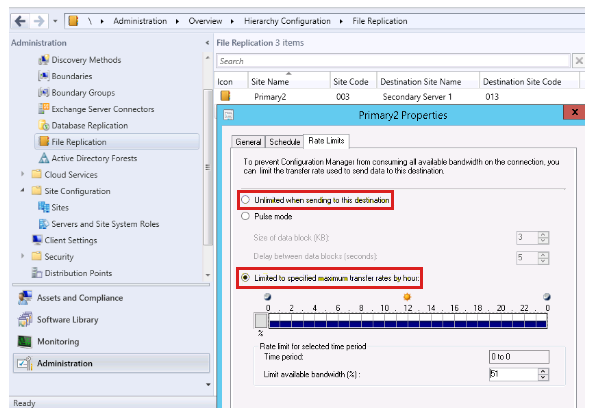 \ ▸ Administration ▸ Overview ▸ Hierarchy Configuration ▸ File Replication
Administration
Discovery Methods
Boundaries
Boundary Groups
Exchange Server Connectors
Database Replication
File Replication
Active Directory Forests
Cloud Services
Site Configuration
Sites
Servers and Site System Roles
Client Settings
Security
Distribution Points
Assets and Compliance
Software Library
Monitoring
Administration
Ready
File Replication 3 items
Search
Icon Site Name Site Code Destination Site Name Destination Site Code
Primary2 003 Secondary Server 1 013
Primary2 Properties
General Schedule Rate Limits
To prevent Configuration Manager from consuming all available bandwidth on the connection, you
can limit the transfer rate used to send data to this destination.
Unlimited when sending to this destination
Pulse mode
Size of data block (KB): 3
Delay between data blocks (seconds): 5
Limited to specified maximum transfer rates by hour:
0 . 2 . 4 . 6 . 8 . 10 . 12 . 14 . 16 . 18 . 20 . 22 . 0
%
Rate limit for selected time period
Time period: 0 to 0
Limit available bandwidth (%) : 51